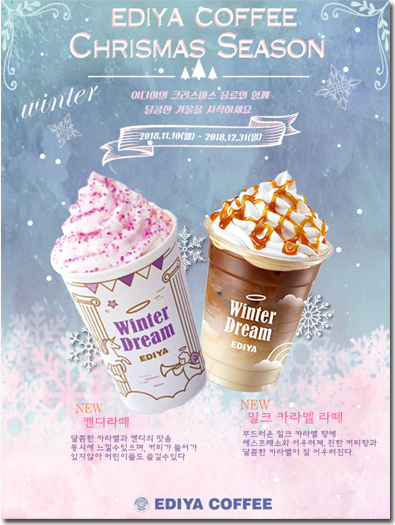 EDIYA COFFEE
CHRISMAS SEASON
winter
이디야의 크리스마스 음료와 함께
달콤한 겨울을 시작하세요
2018.11.10(월) - 2018.12.31(일)
Winter
Dream
EDIYA
Winter
Dream
EDIYA
NEW
캔디라떼
달콤한 카라멜과 캔디의 맛을
동시에 느낄수있으며, 커피가 들어가
있지않아 어린이들도 즐길수있다
NEW
밀크 카라멜 라떼
부드러운 밀크 카라멜 향에
에스프레소와 어우러져, 진한 커피향과
달콤한 카라멜이 잘 어우러진다.
EDIYA COFFEE